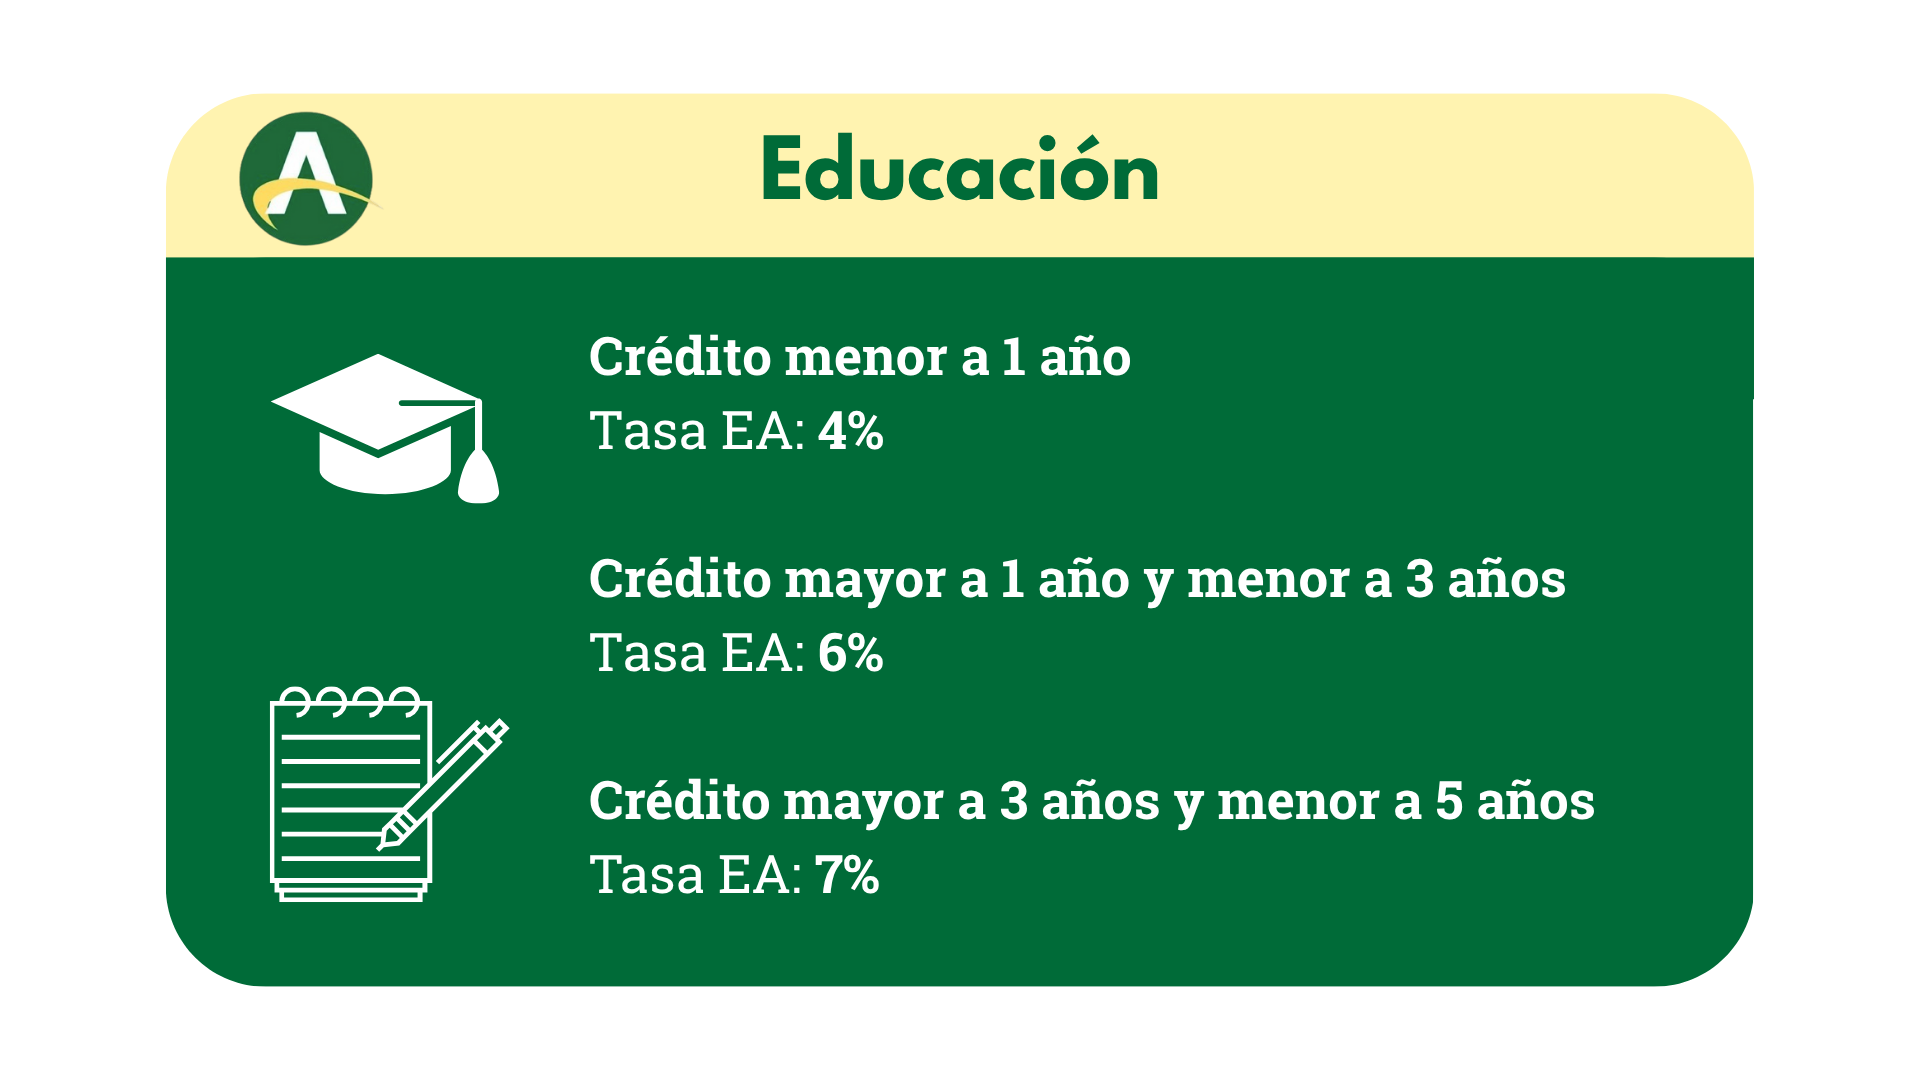 A
Educación
Crédito menor a 1 año
Tasa EA: 4%
Crédito mayor a 1 año y menor a 3 años
Tasa EA: 6%
Crédito mayor a 3 años y menor a 5 años
Tasa EA: 7%